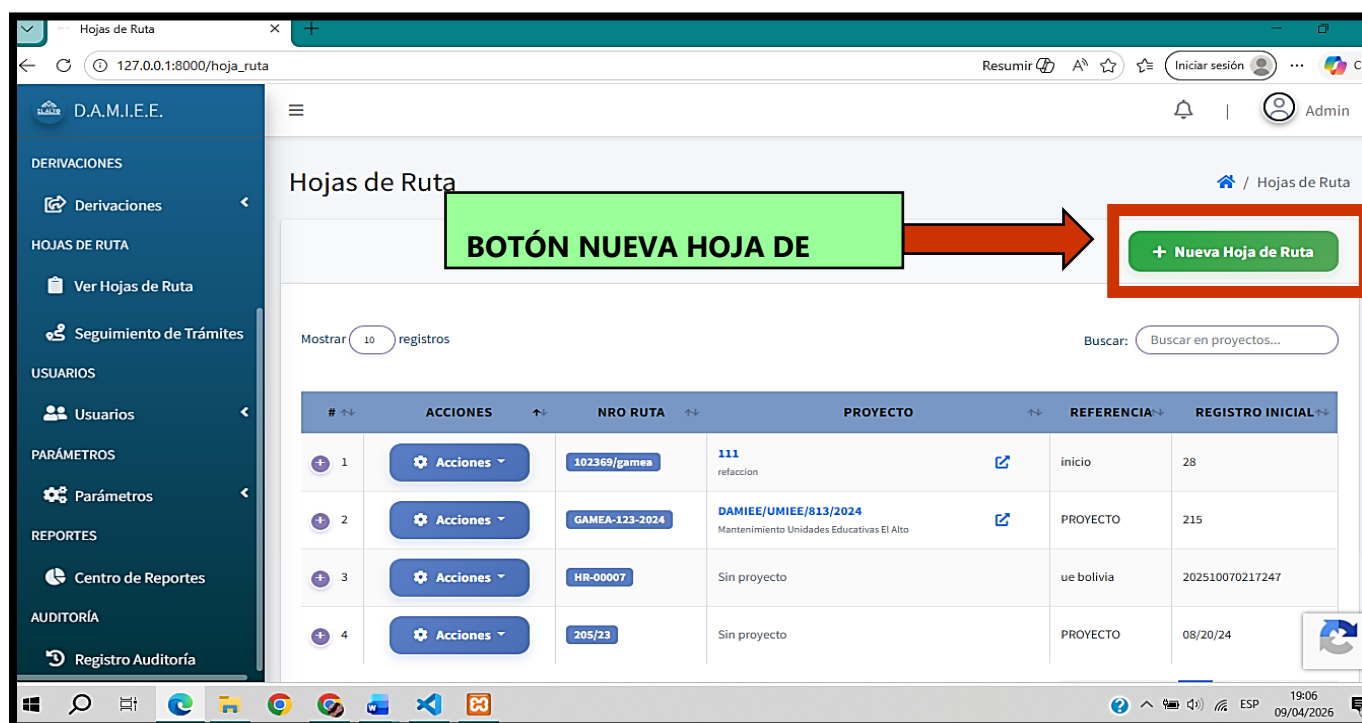 Hojas de Ruta
127.0.0.1:8000/hoja_ruta
Resumir
Iniciar sesión
EL ALTO
D.A.M.I.E.E.
Admin
DERIVACIONES
Derivaciones
HOJAS DE RUTA
Ver Hojas de Ruta
Seguimiento de Trámites
USUARIOS
Usuarios
PARÁMETROS
Parámetros
REPORTES
Centro de Reportes
AUDITORÍA
Registro Auditoría
Hojas de Ruta
/ Hojas de Ruta
BOTÓN NUEVA HOJA DE
+ Nueva Hoja de Ruta
Mostrar 10 registros
Buscar: Buscar en proyectos...
# ACCIONES NRO RUTA PROYECTO REFERENCIA REGISTRO INICIAL
1 Acciones 102369/gamea 111 inicio 28
refaccion
2 Acciones GAMEA-123-2024 DAMIEE/UMIEE/813/2024 PROYECTO 215
Mantenimiento Unidades Educativas El Alto
3 Acciones HR-00007 Sin proyecto ue bolivia 202510070217247
4 Acciones 205/23 Sin proyecto PROYECTO 08/20/24
ESP
19:06
09/04/2026